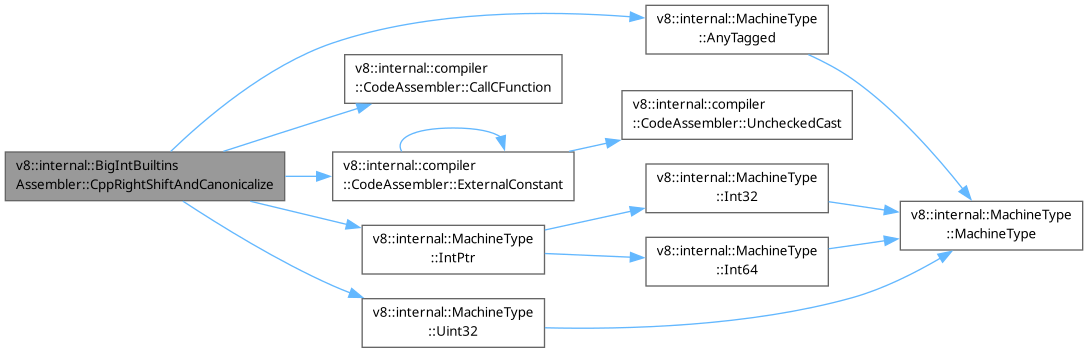 v8::internal::MachineType
::AnyTagged
v8::internal::compiler
::CodeAssembler::CallCFunction
v8::internal::compiler
::CodeAssembler::UncheckedCast
v8::internal::BigIntBuiltins
Assembler::CppRightShiftAndCanonicalize
v8::internal::compiler
::CodeAssembler::ExternalConstant
v8::internal::MachineType
::Int32
v8::internal::MachineType
::MachineType
v8::internal::MachineType
::IntPtr
v8::internal::MachineType
::Int64
v8::internal::MachineType
::Uint32